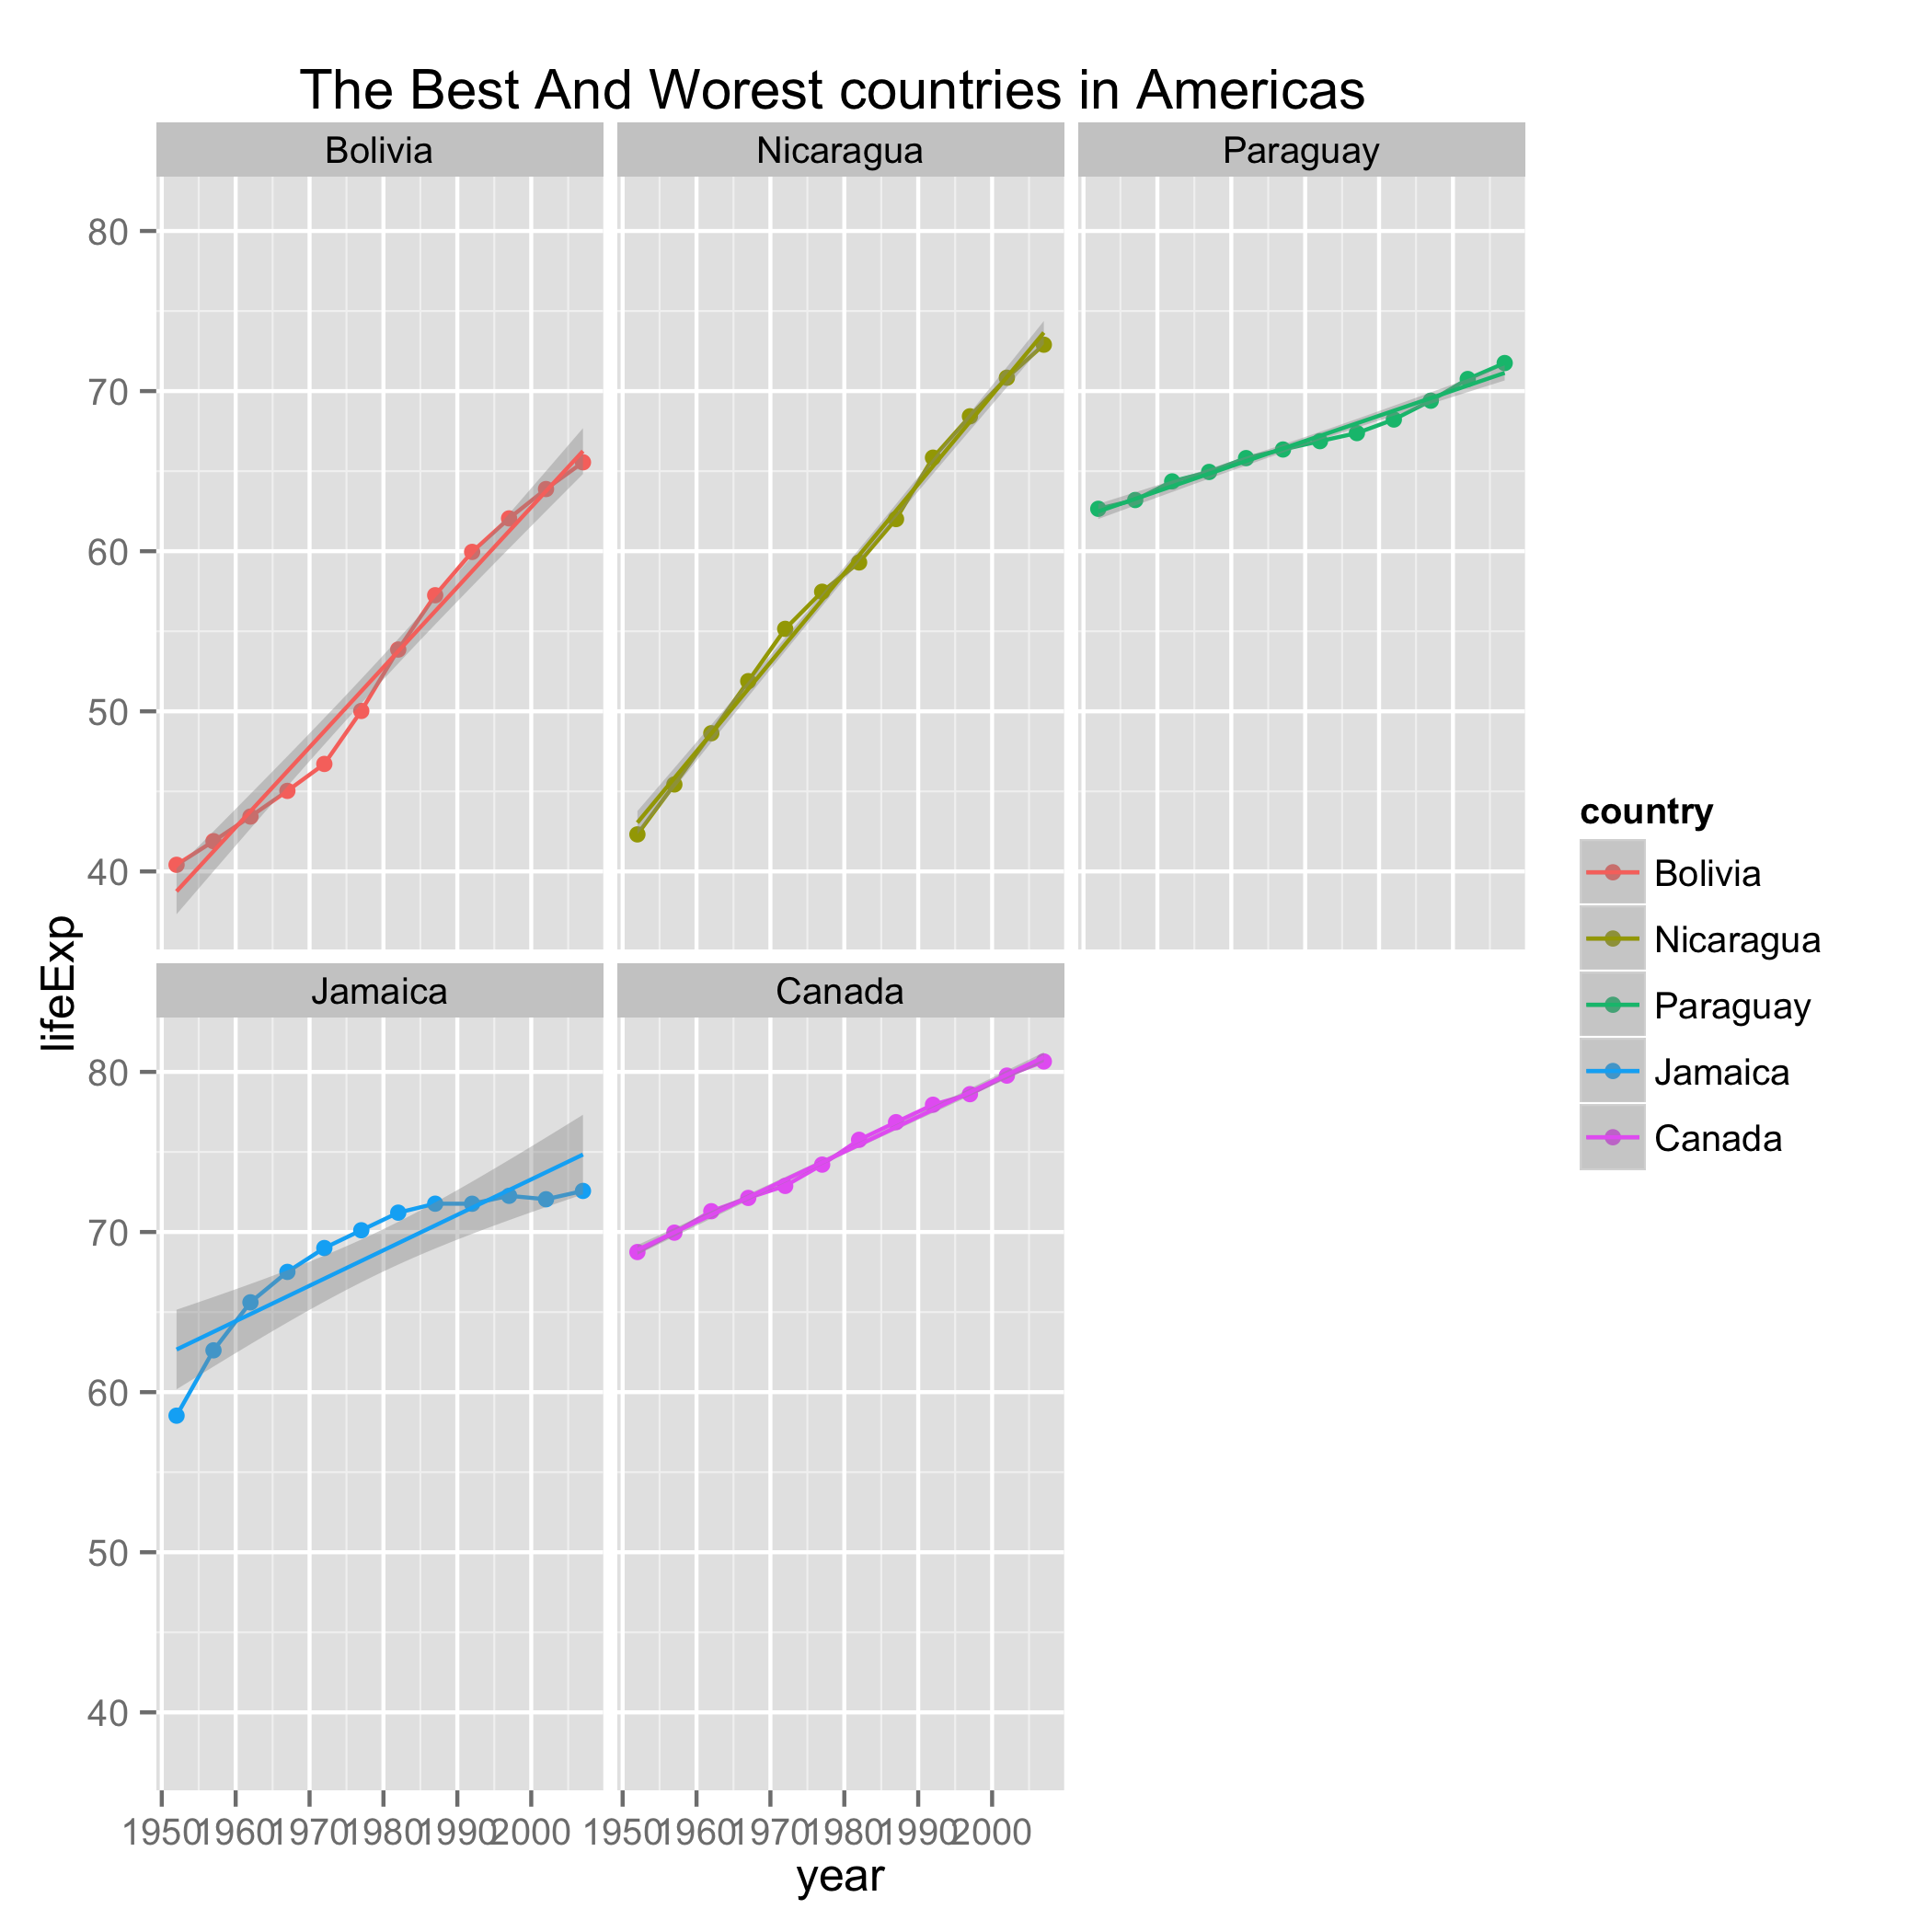 The Best And Worest countries in Americas
Bolivia Nicaragua Paraguay
80
70
60
50
40
lifeExp
Jamaica Canada
80
70
60
50
40
1950 1960 1970 1980 1990 2000 1950 1960 1970 1980 1990 2000
year
country
Bolivia
Nicaragua
Paraguay
Jamaica
Canada